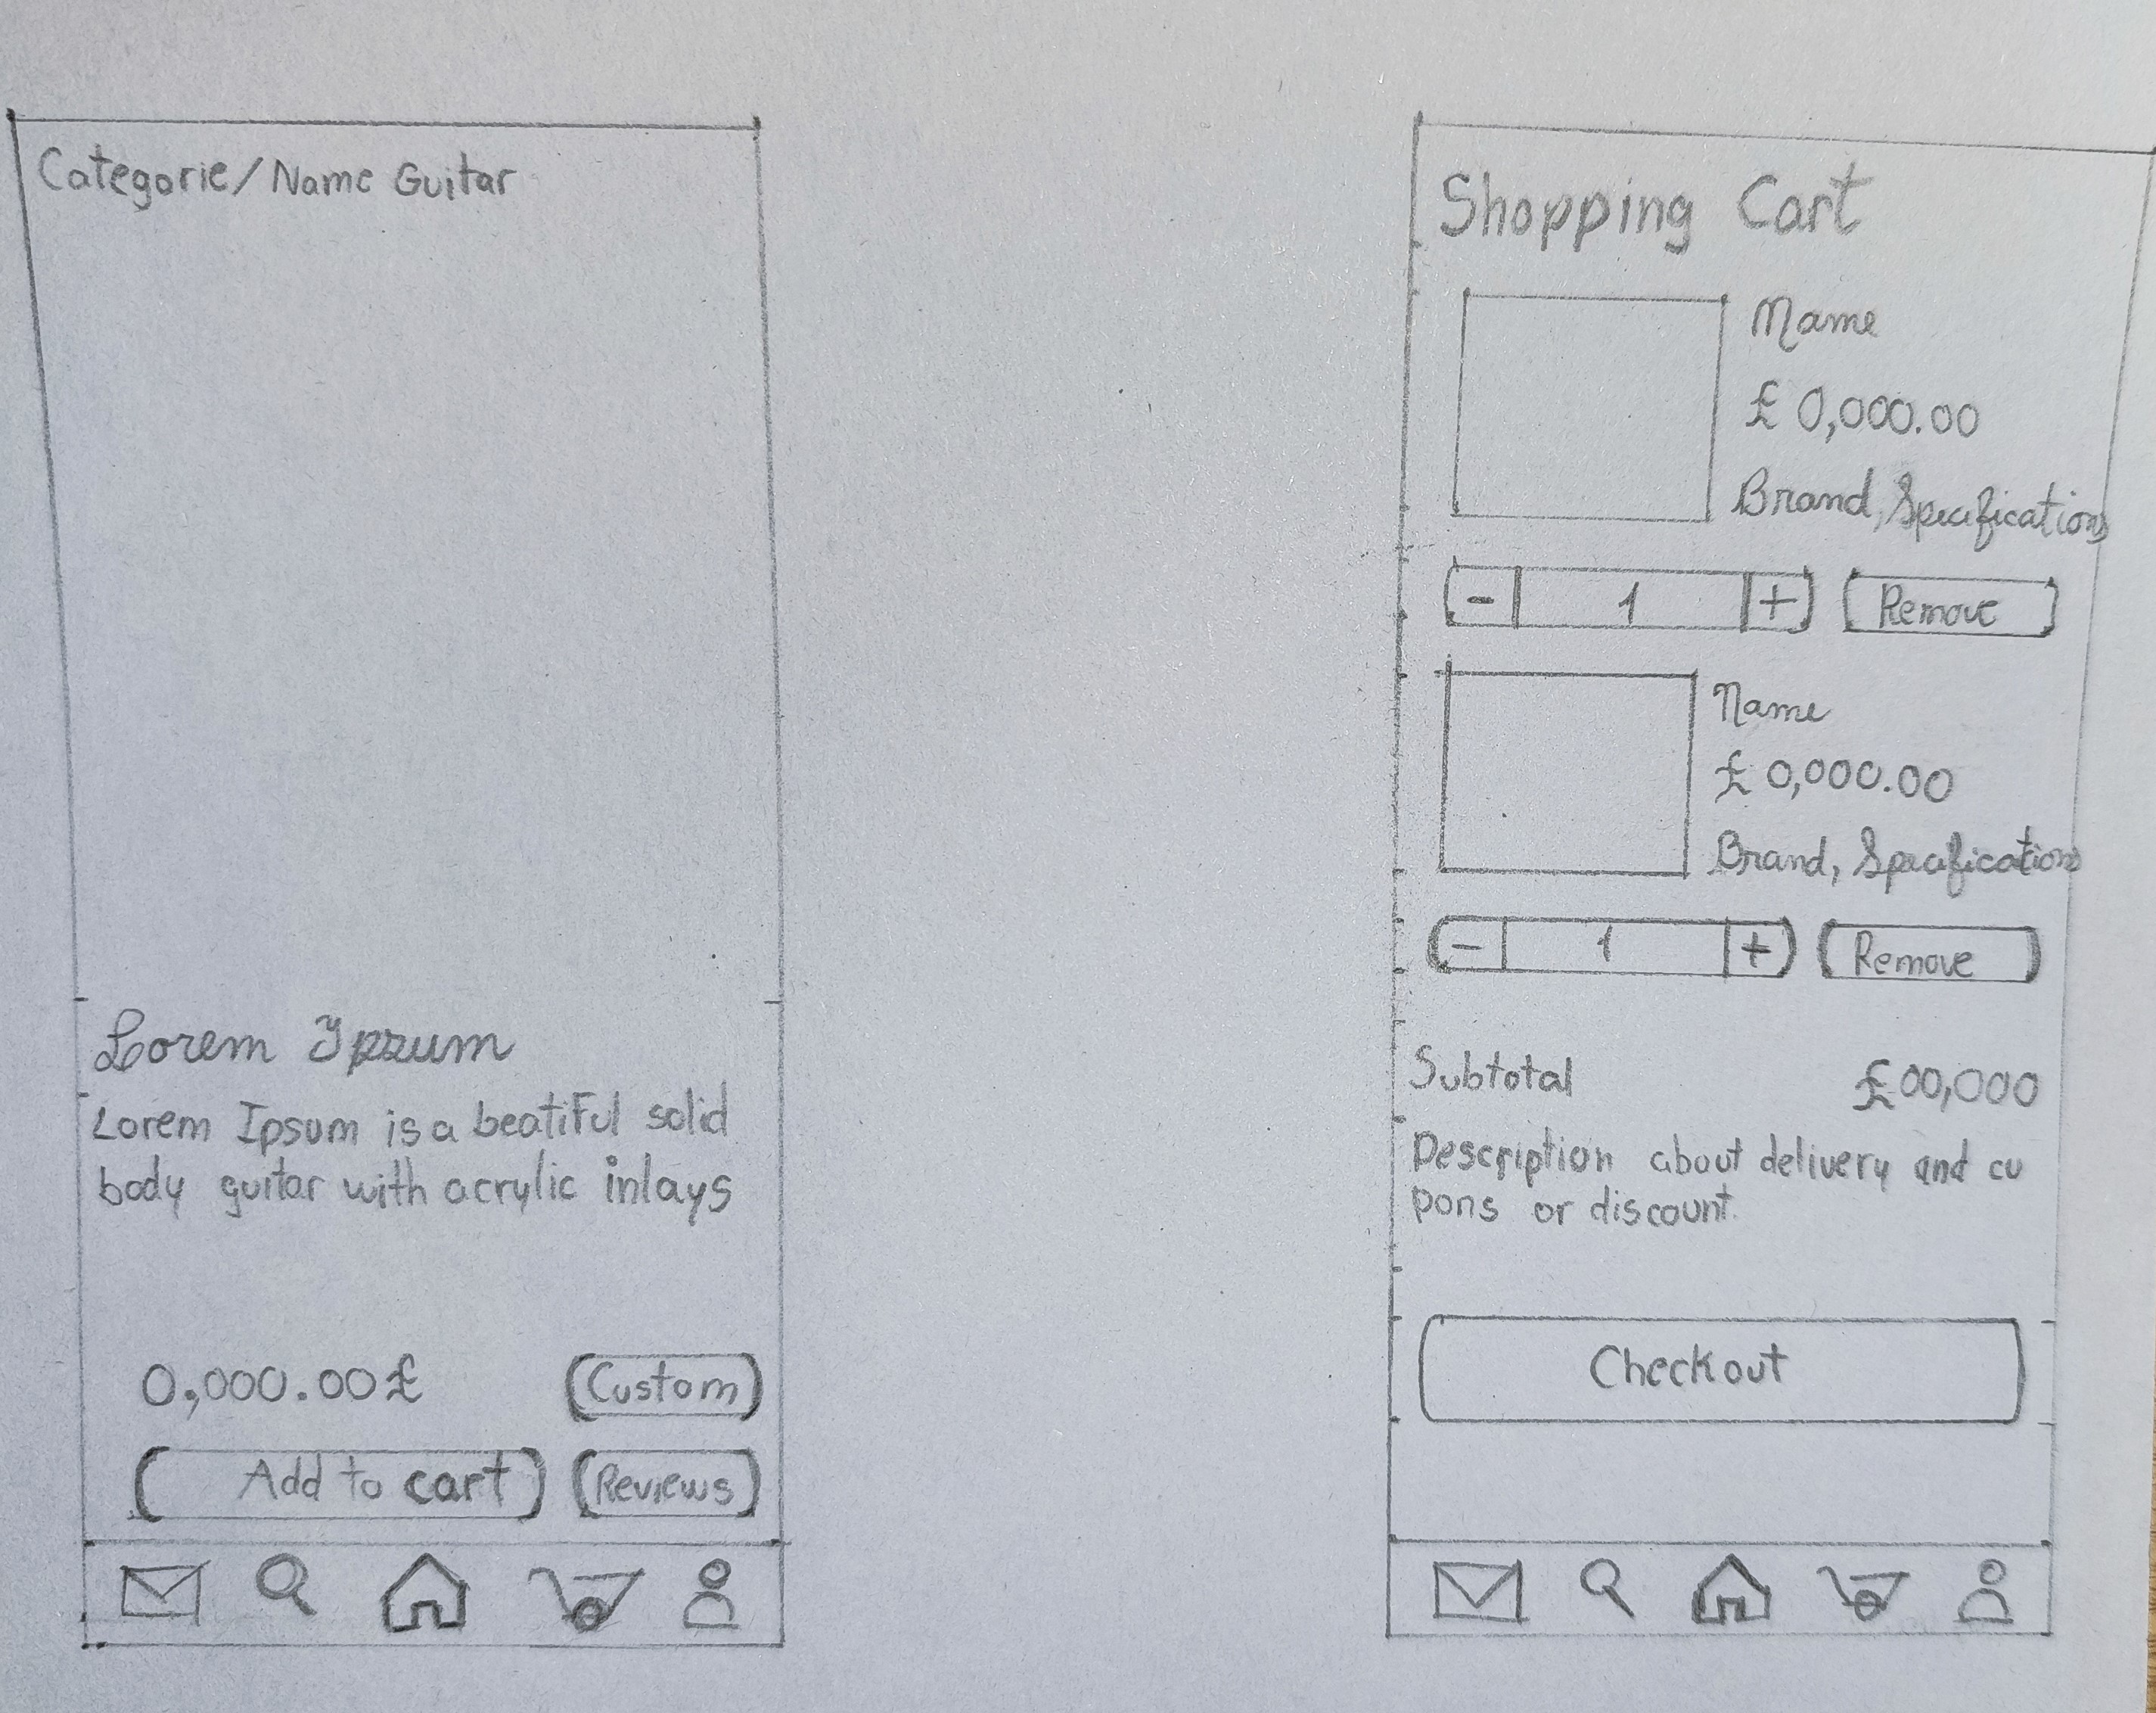 Categorie/Name Guitar
Lorem Ipsum
Lorem Ipsum is a beatiful solid
body guitar with acrylic inlays
0,000.00£
Custom
Add to cart
Reviews
Shopping Cart
Name
£ 0,000.00
Brand, Specifications
- 1 +
Remove
Name
£ 0,000.00
Brand, Specifications
- 1 +
Remove
Subtotal £00,000
Description about delivery and cu
pons or discount.
Checkout